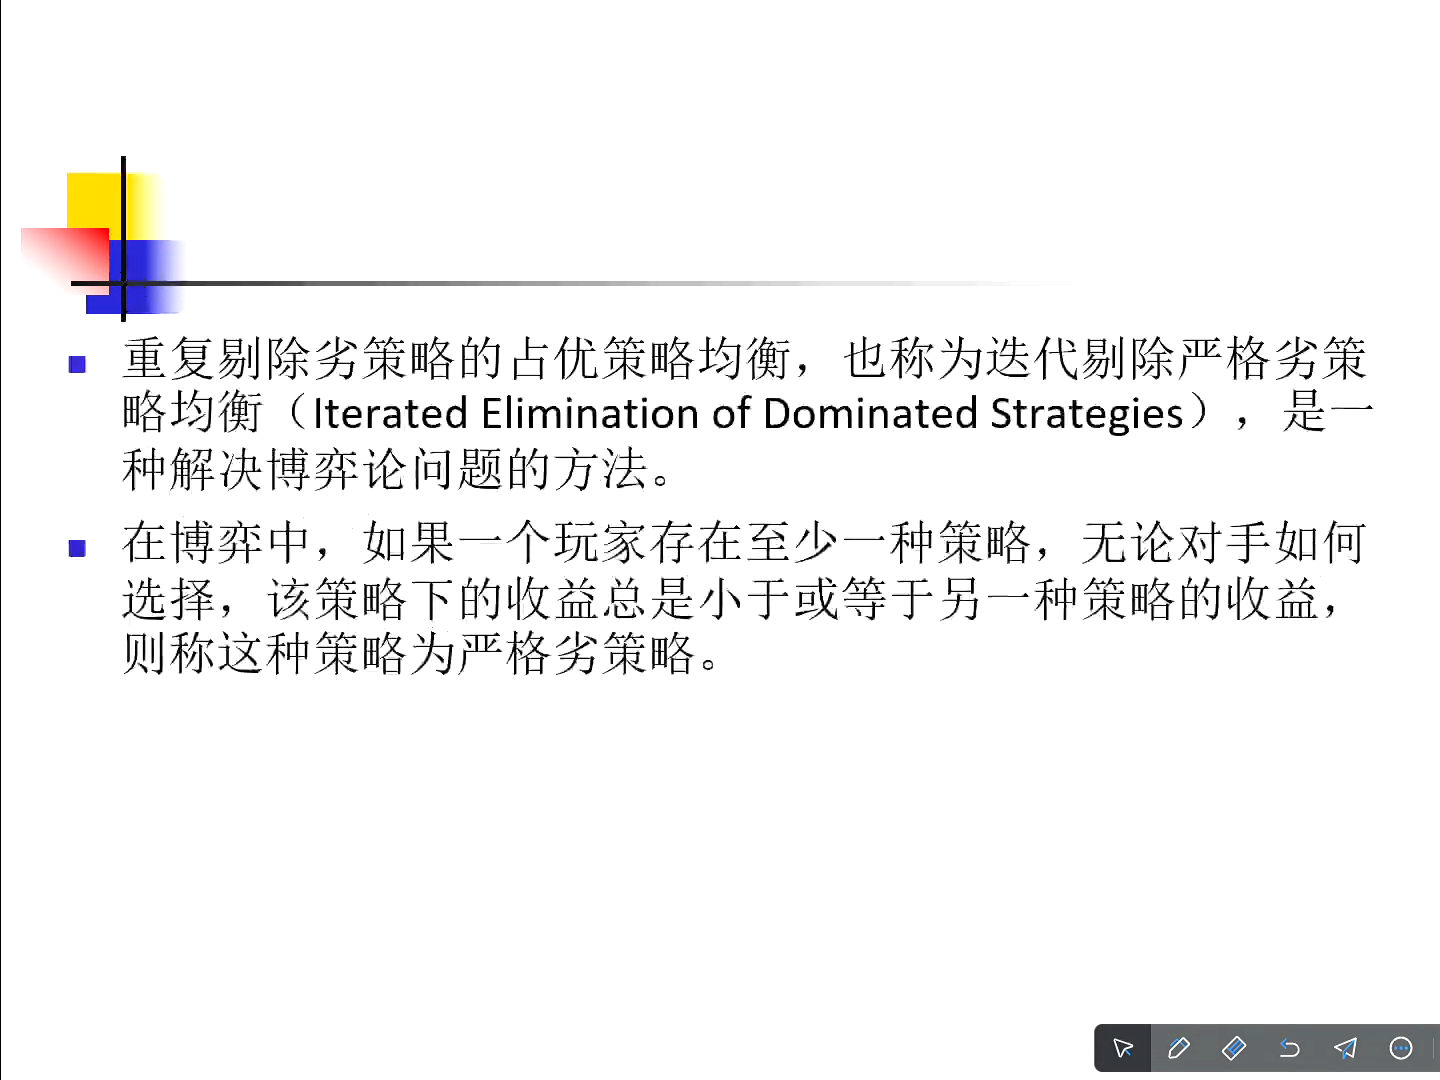 重复剔除劣策略的占优策略均衡，也称为迭代剔除严格劣策
略均衡（Iterated Elimination of Dominated Strategies），是一
种解决博弈论问题的方法。
在博弈中，如果一个玩家存在至少一种策略，无论对手如何
选择，该策略下的收益总是小于或等于另一种策略的收益，
则称这种策略为严格劣策略。